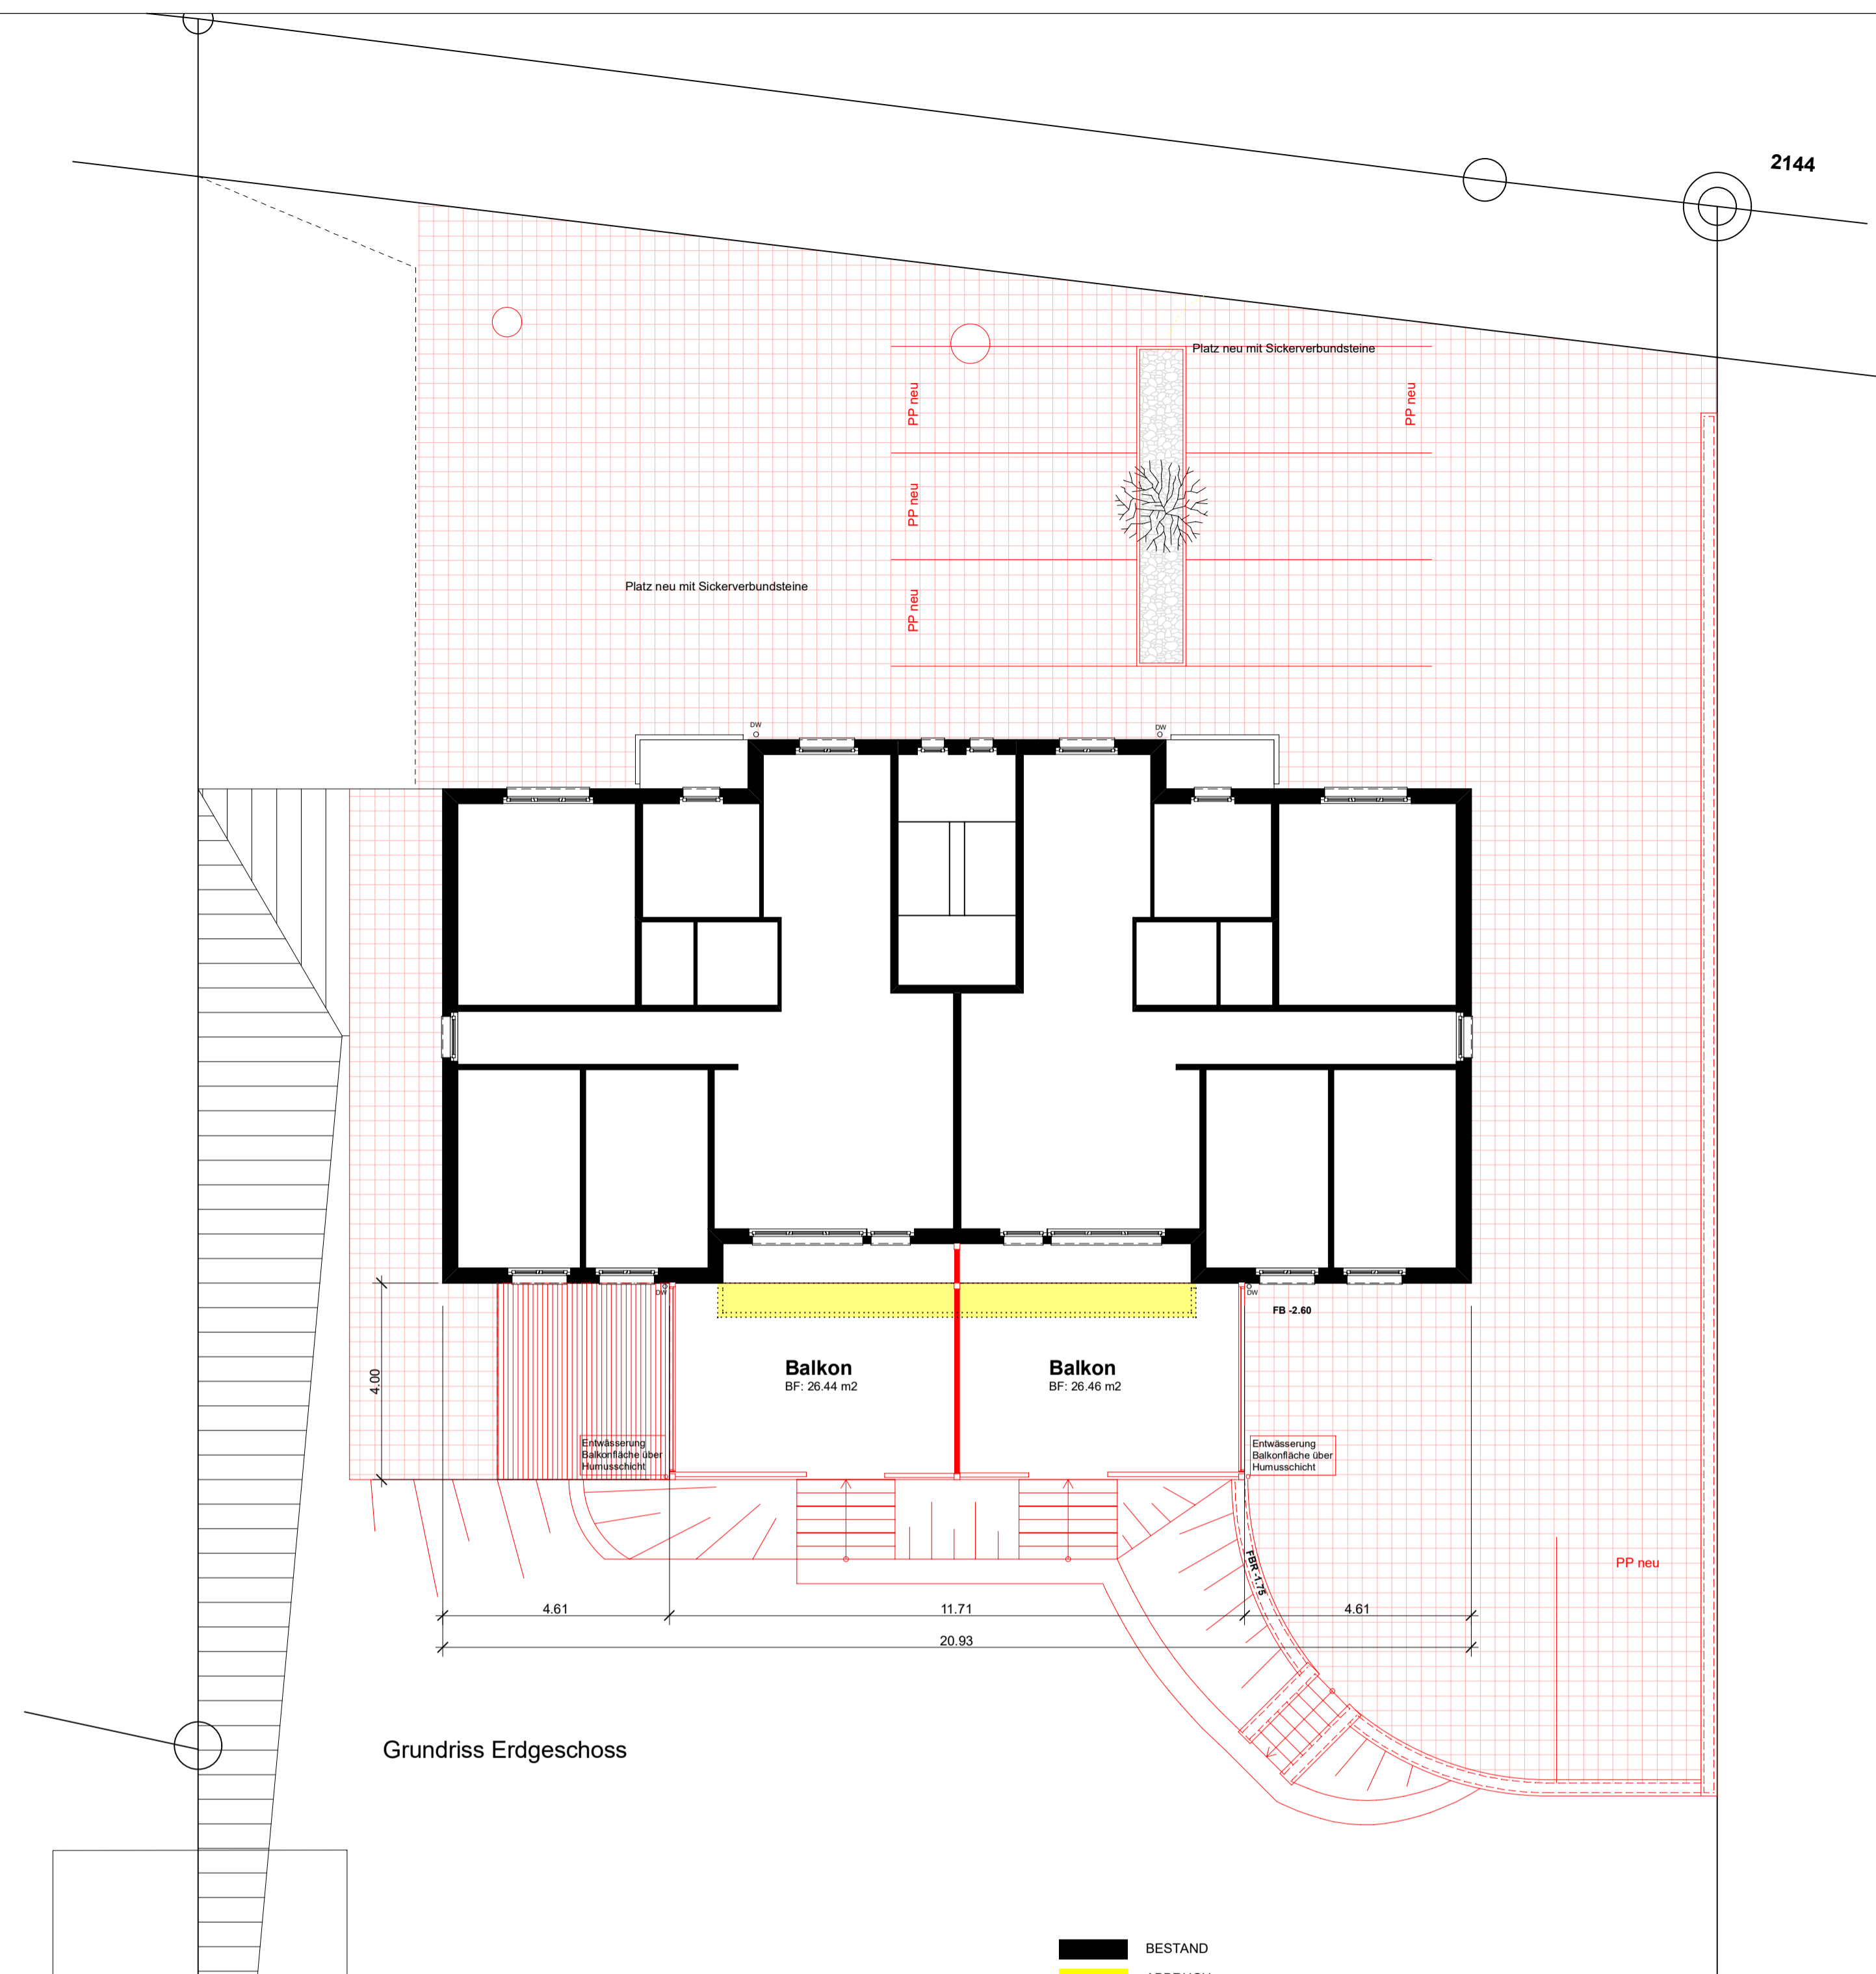 2144
Platz neu mit Sickerverbundsteine
PP neu
PP neu
PP neu
Platz neu mit Sickerverbundsteine
PP neu
DW
DW
DW
DW
FB -2.60
4.00
Balkon
BF: 26.44 m2
Balkon
BF: 26.46 m2
Entwässerung
Balkonfläche über
Humusschicht
Entwässerung
Balkonfläche über
Humusschicht
FBR -1.75
PP neu
4.61
11.71
4.61
20.93
Grundriss Erdgeschoss
BESTAND